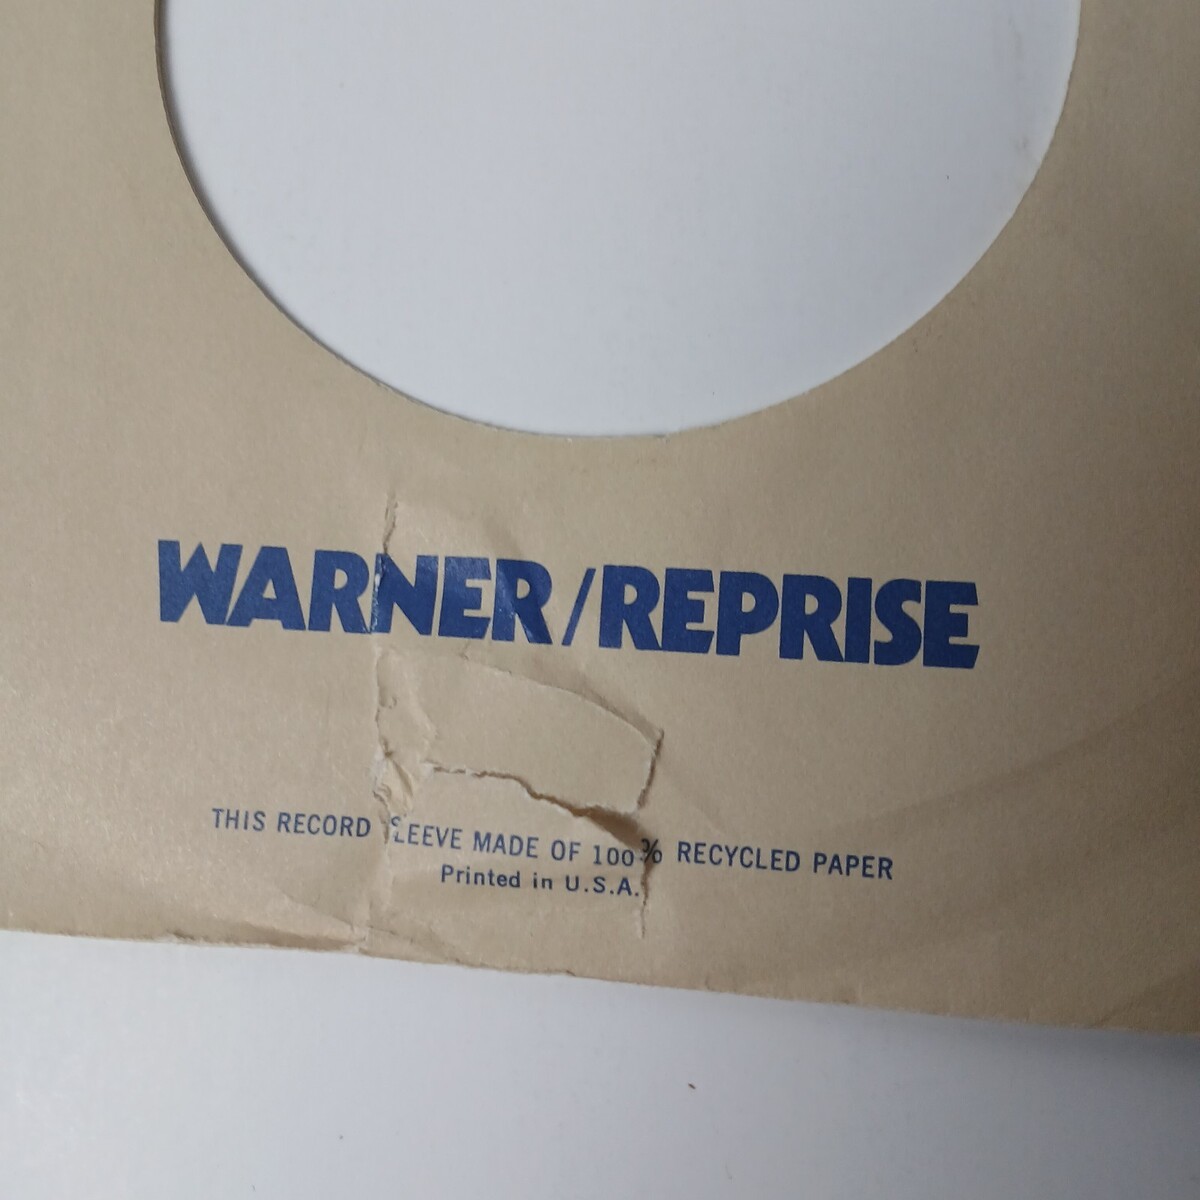 WARNER/REPRISE
THIS RECORD SLEEVE MADE OF 100% RECYCLED PAPER
Printed in U.S.A.